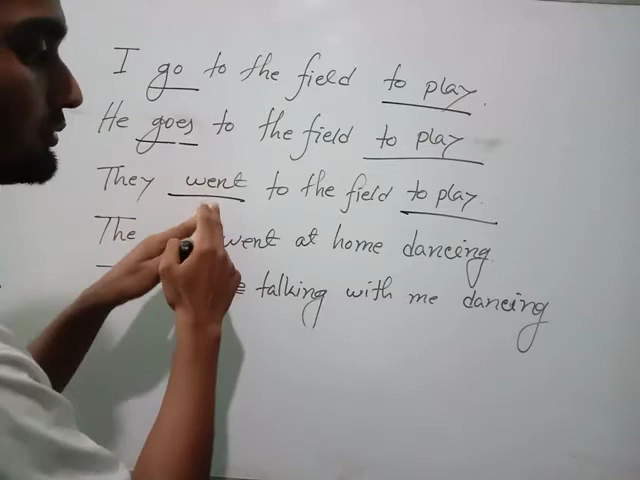 I go to the field to play.
He goes to the field to play
They went to the field to play.
The went at home dancing.
talking with me dancing